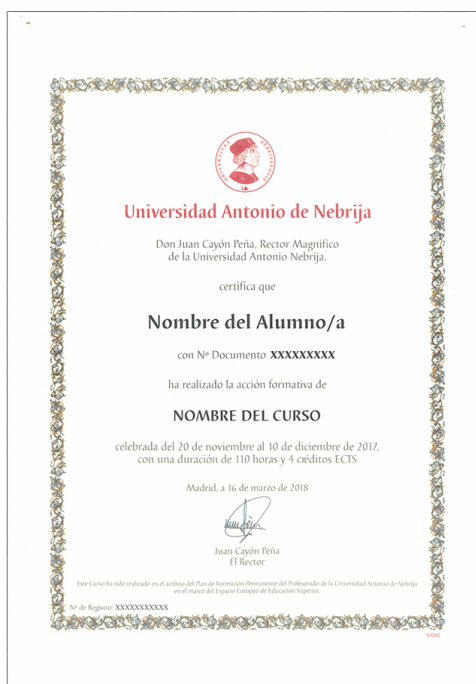 Universidad Antonio de Nebrija
Don Juan Cayón Peña, Rector Magnífico
de la Universidad Antonio Nebrija,
certifica que
Nombre del Alumno/a
con Nº Documento XXXXXXXXX
ha realizado la acción formativa de
NOMBRE DEL CURSO
celebrada del 20 de noviembre al 10 de diciembre de 2017,
con una duración de 110 horas y 4 créditos ECTS
Madrid, a 16 de marzo de 2018
Juan Cayón Peña
El Rector
Este Curso ha sido realizado en el ámbito del Plan de Formación Permanente del Profesorado de la Universidad Antonio de Nebrija
en el marco del Espacio Europeo de Educación Superior.
Nº de Registro: XXXXXXXXXXX
SIGNE